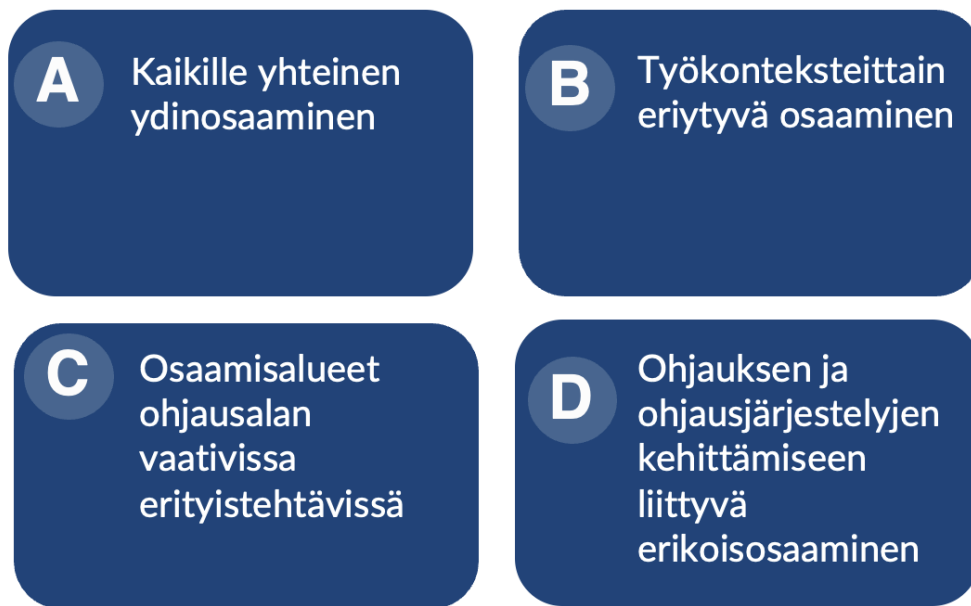 A
Kaikille yhteinen
ydinosaaminen
B
Työkonteksteittain
eriytyvä osaaminen
C
Osaamisalueet
ohjausalan
vaativissa
erityistehtävissä
D
Ohjauksen ja
ohjausjärjestelyjen
kehittämiseen
liittyvä
erikoisosaaminen